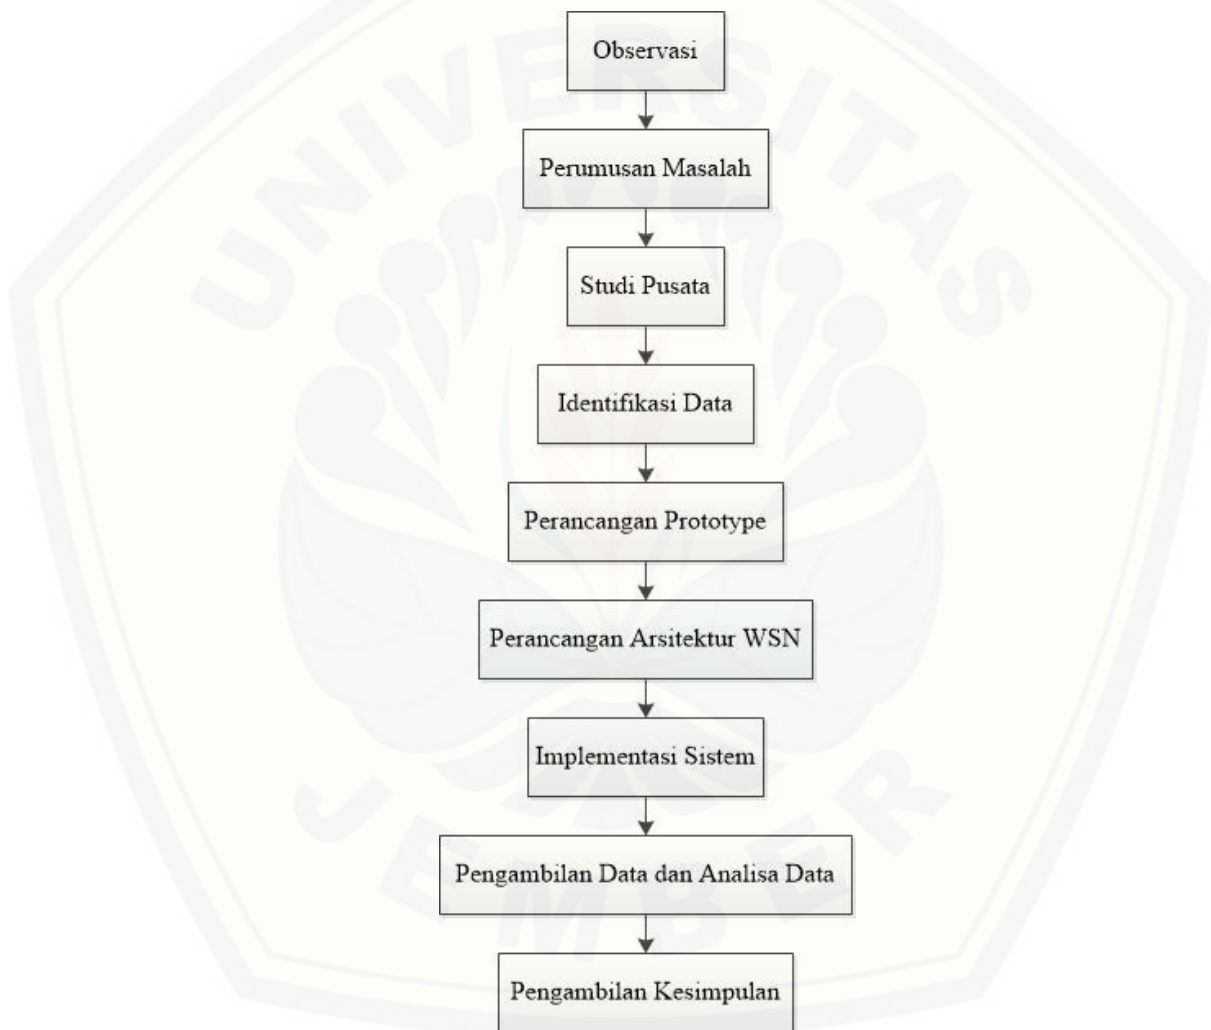 UNIVERSITAS
Observasi
Perumusan Masalah
Studi Pusata
Identifikasi Data
Perancangan Prototype
Perancangan Arsitektur WSN
Implementasi Sistem
Pengambilan Data dan Analisa Data
Pengambilan Kesimpulan
JEMBER